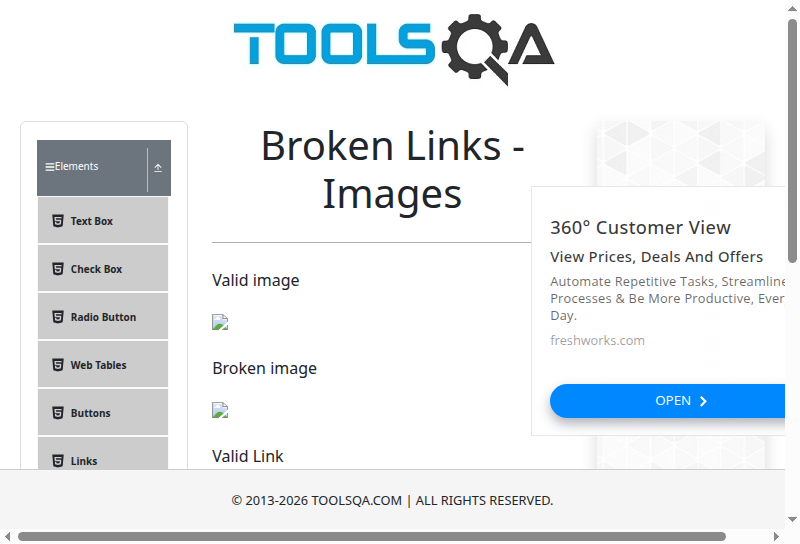 TOOLSQA
Elements
Text Box
Check Box
Radio Button
Web Tables
Buttons
Links
Broken Links -
Images
Valid image
Broken image
Valid Link
360° Customer View
View Prices, Deals And Offers
Automate Repetitive Tasks, Streamline
Processes & Be More Productive, Every
Day.
freshworks.com
OPEN
© 2013-2026 TOOLSQA.COM | ALL RIGHTS RESERVED.